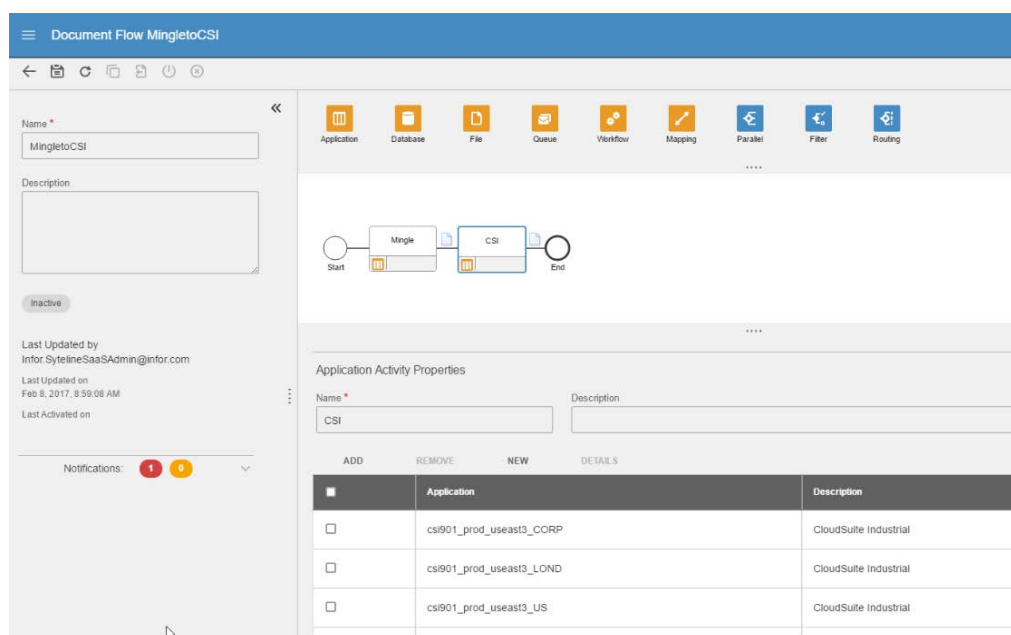 Document Flow MingletoCSI
Name *
MingletoCSI
Description
Inactive
Last Updated by
Infor.SytelineSaaSAdmin@infor.com
Last Updated on
Feb 8, 2017, 8:59:08 AM
Last Activated on
Notifications: 1 0
Application Database File Queue Workflow Mapping Parallel Filter Routing
Mingle CSI
Start End
Application Activity Properties
Name * Description
CSI
ADD REMOVE NEW DETAILS
Application Description
csi901_prod_useast3_CORP CloudSuite Industrial
csi901_prod_useast3_LOND CloudSuite Industrial
csi901_prod_useast3_US CloudSuite Industrial